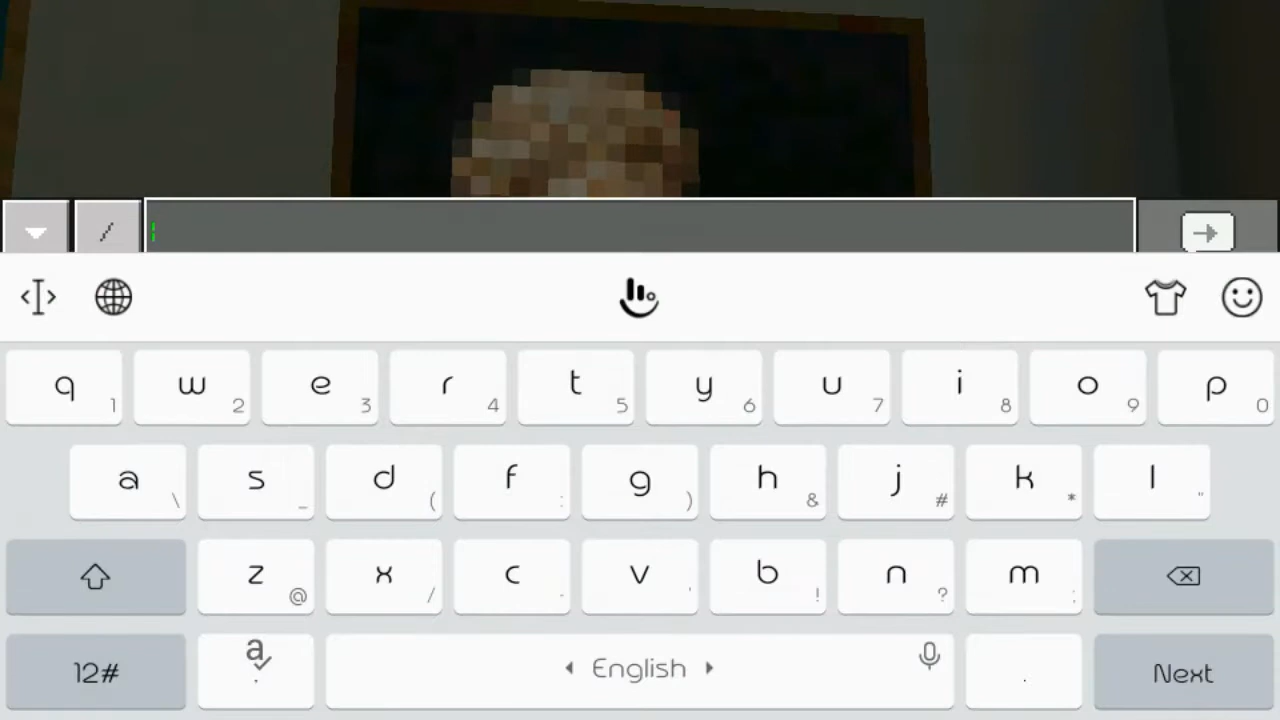 /
q 1 w 2 e 3 r 4 t 5 y 6 u 7 i 8 o 9 p 0
a \ s _ d ( f : g ) h & j # k * l "
z @ x / c - v ' b ! n ? m ;
12# a , English . Next